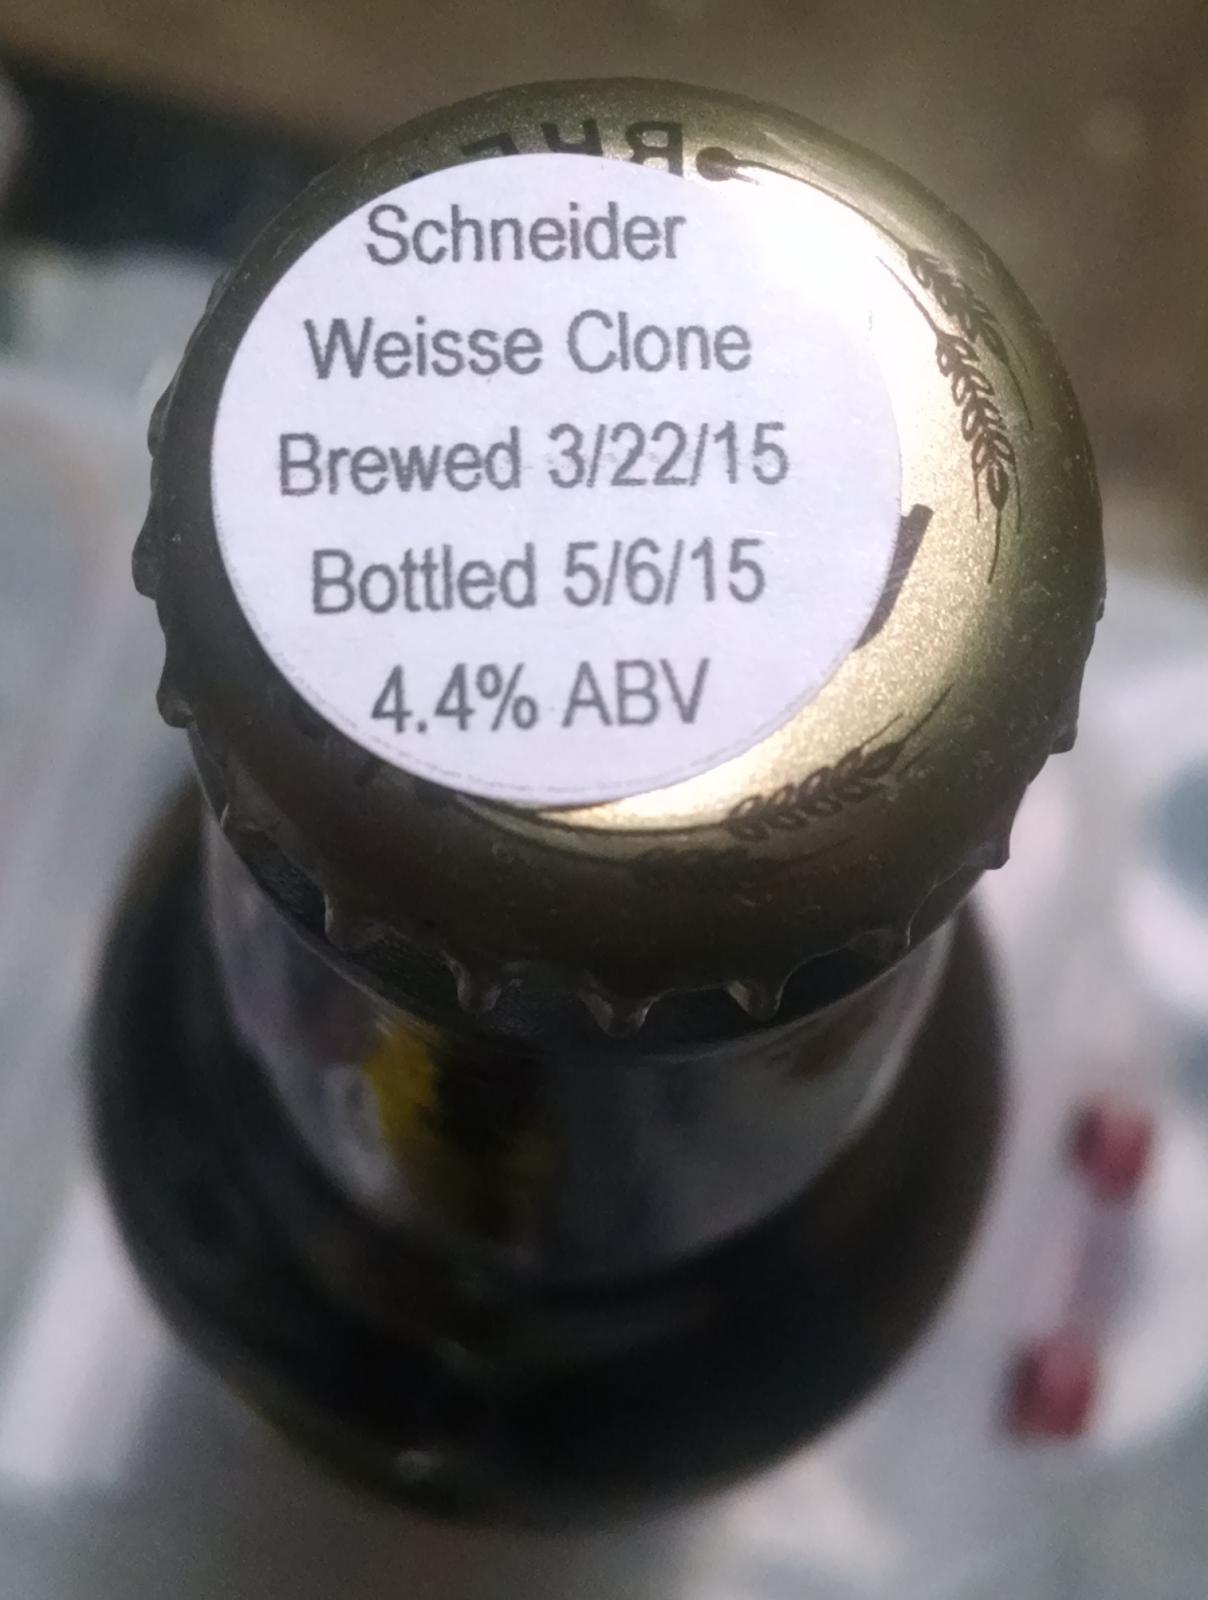 Schneider
Weisse Clone
Brewed 3/22/15
Bottled 5/6/15
4.4% ABV